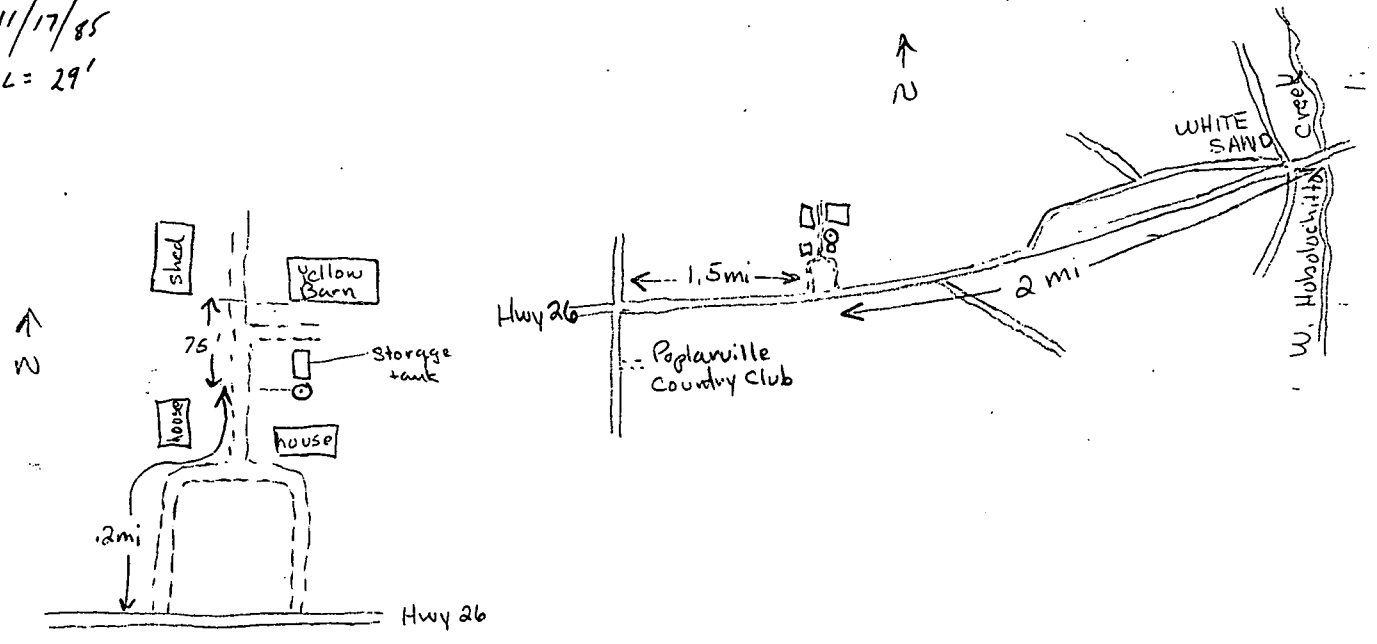 11/17/85
L = 29'
N
WHITE
SAND
Creek
W. Hobolochitto
1.5mi
2 mi
Hwy 26
Poplarville
Country Club
shed
Yellow
Barn
N
75
storage
tank
house
house
.2mi
Hwy 26